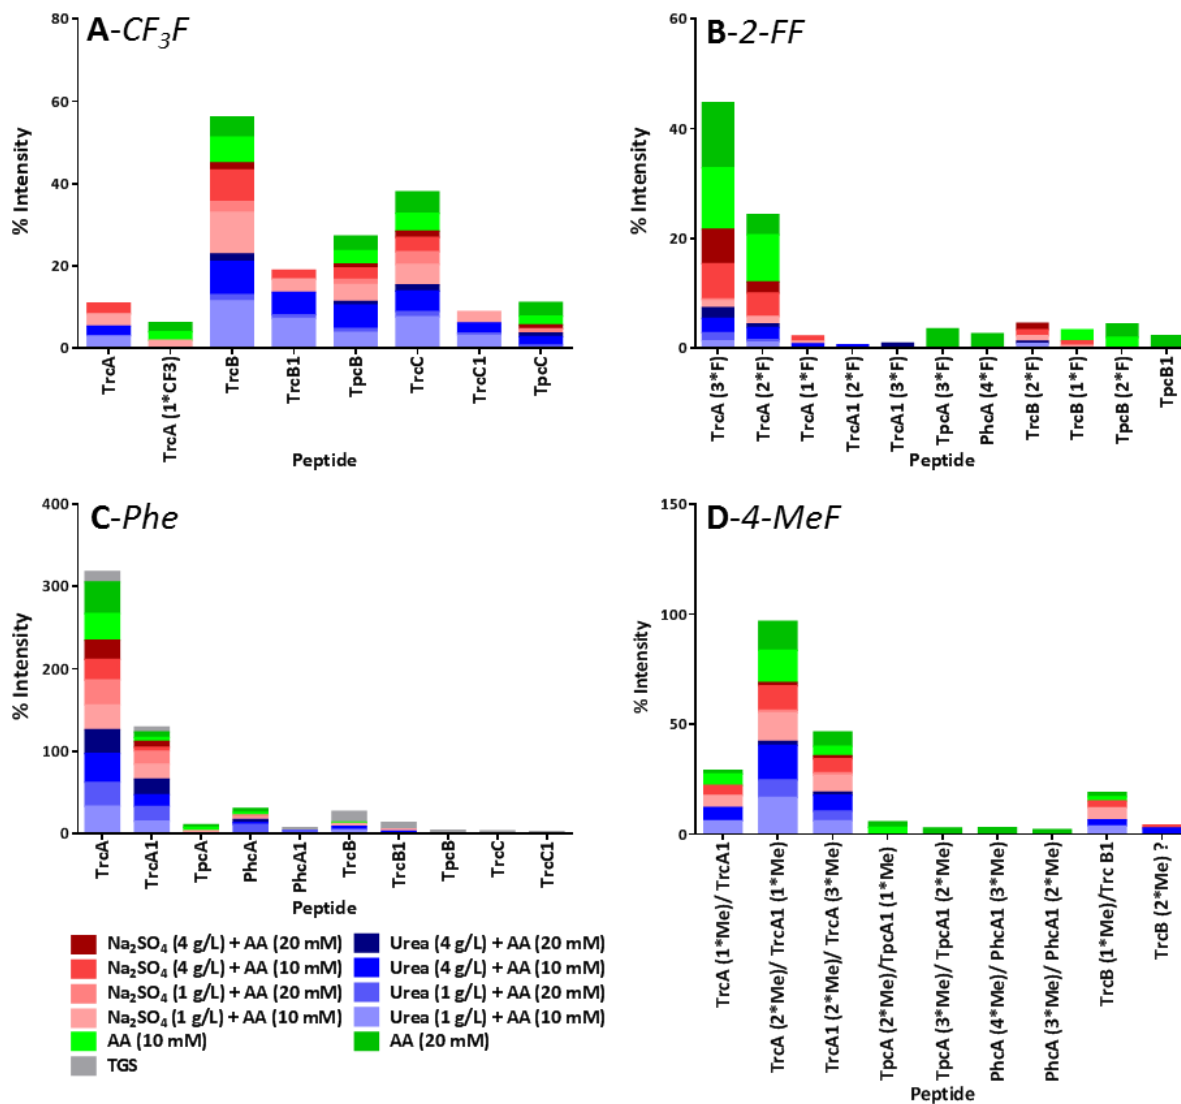 A-CF₃F
% Intensity
80
60
40
20
0
TrcA
TrcA (1*CF3)
TrcB
TrcB1
TpcB
TrcC
TrcC1
TpcC
Peptide
B-2-FF
% Intensity
60
40
20
0
TrcA (3*F)
TrcA (2*F)
TrcA (1*F)
TrcA1 (2*F)
TrcA1 (3*F)
TpcA (3*F)
PhcA (4*F)
TrcB (2*F)
TrcB (1*F)
TpcB (2*F)
TpcB1
Peptide
C-Phe
% Intensity
400
300
200
100
0
TrcA
TrcA1
TpcA
PhcA
PhcA1
TrcB
TrcB1
TpcB
TrcC
TrcC1
Peptide
D-4-MeF
% Intensity
150
100
50
0
TrcA (1*Me)/ TrcA1
TrcA (2*Me)/ TrcA1 (1*Me)
TrcA1 (2*Me)/ TrcA (3*Me)
TpcA (2*Me)/TpcA1 (1*Me)
TpcA (3*Me)/ TpcA1 (2*Me)
PhcA (4*Me)/ PhcA1 (3*Me)
PhcA (3*Me)/ PhcA1 (2*Me)
TrcB (1*Me)/Trc B1
TrcB (2*Me) ?
Peptide
Na₂SO₄ (4 g/L) + AA (20 mM)
Na₂SO₄ (4 g/L) + AA (10 mM)
Na₂SO₄ (1 g/L) + AA (20 mM)
Na₂SO₄ (1 g/L) + AA (10 mM)
AA (10 mM)
TGS
Urea (4 g/L) + AA (20 mM)
Urea (4 g/L) + AA (10 mM)
Urea (1 g/L) + AA (20 mM)
Urea (1 g/L) + AA (10 mM)
AA (20 mM)